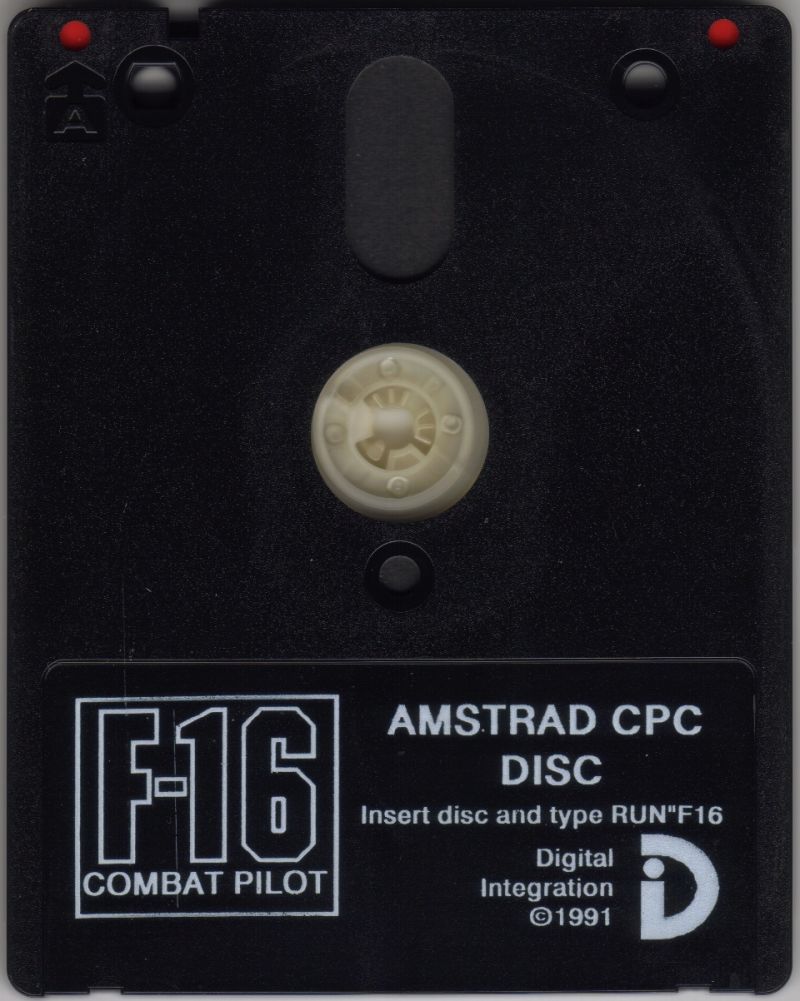 A
F-16
COMBAT PILOT
AMSTRAD CPC
DISC
Insert disc and type RUN"F16
Digital
Integration
©1991
iD